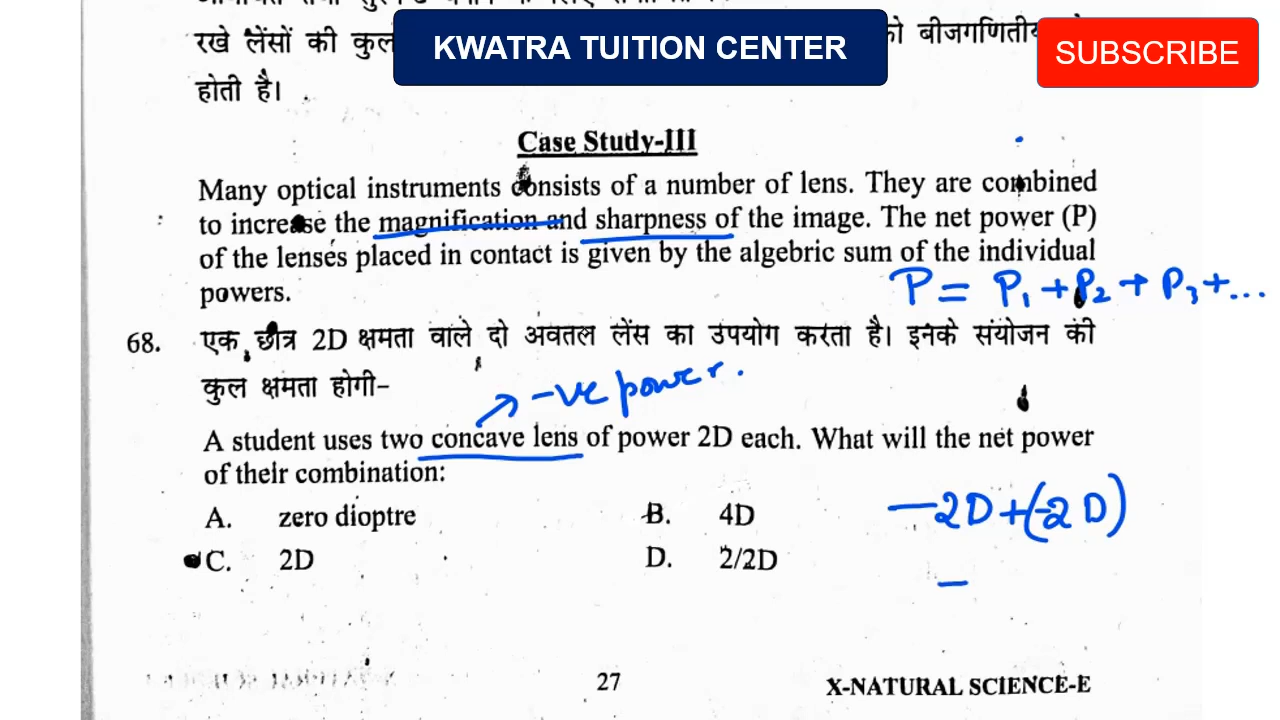 KWATRA TUITION CENTER
SUBSCRIBE
रखे लेंसों की कुल
होती है।
Case Study-III
Many optical instruments consists of a number of lens. They are combined
to increase the magnification and sharpness of the image. The net power (P)
of the lenses placed in contact is given by the algebric sum of the individual
powers.
P = P₁ + P₂ + P₃ + ...
68. एक छात्र 2D क्षमता वाले दो अवतल लेंस का उपयोग करता है। इनके संयोजन की
कुल क्षमता होगी–
-ve power.
A student uses two concave lens of power 2D each. What will the net power
of their combination:
A. zero dioptre B. 4D
C. 2D D. 2/2D
-2D+(-2D)
–
27 X-NATURAL SCIENCE-E